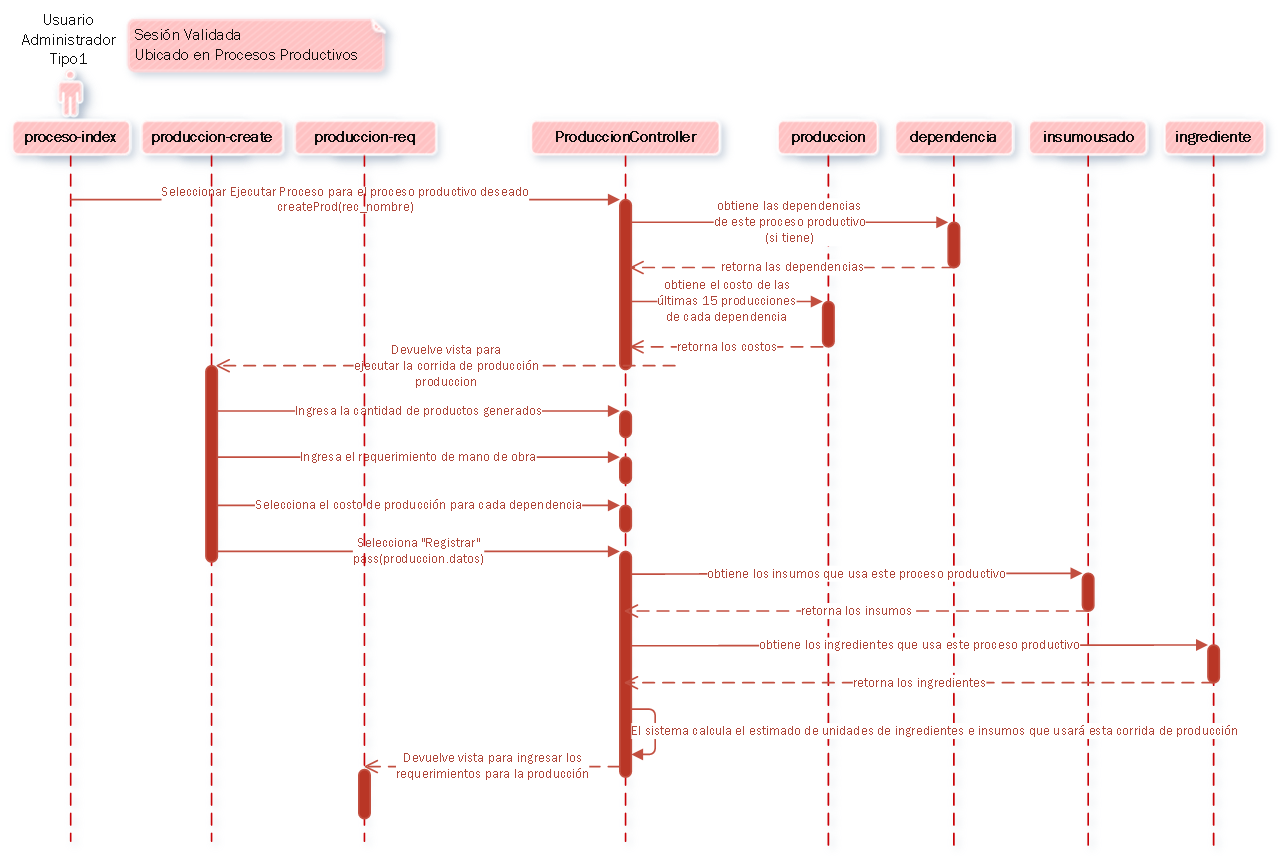 Usuario
Administrador
Tipo1
Sesión Validada
Ubicado en Procesos Productivos
proceso-index
produccion-create
produccion-req
ProduccionController
produccion
dependencia
insumousado
ingrediente
Seleccionar Ejecutar Proceso para el proceso productivo deseado
createProd(rec_nombre)
obtiene las dependencias
de este proceso productivo
(si tiene)
retorna las dependencias
obtiene el costo de las
últimas 15 producciones
de cada dependencia
retorna los costos
Devuelve vista para
ejecutar la corrida de producción
produccion
Ingresa la cantidad de productos generados
Ingresa el requerimiento de mano de obra
Selecciona el costo de producción para cada dependencia
Selecciona "Registrar"
pass(produccion.datos)
obtiene los insumos que usa este proceso productivo
retorna los insumos
obtiene los ingredientes que usa este proceso productivo
retorna los ingredientes
El sistema calcula el estimado de unidades de ingredientes e insumos que usará esta corrida de producción
Devuelve vista para ingresar los
requerimientos para la producción